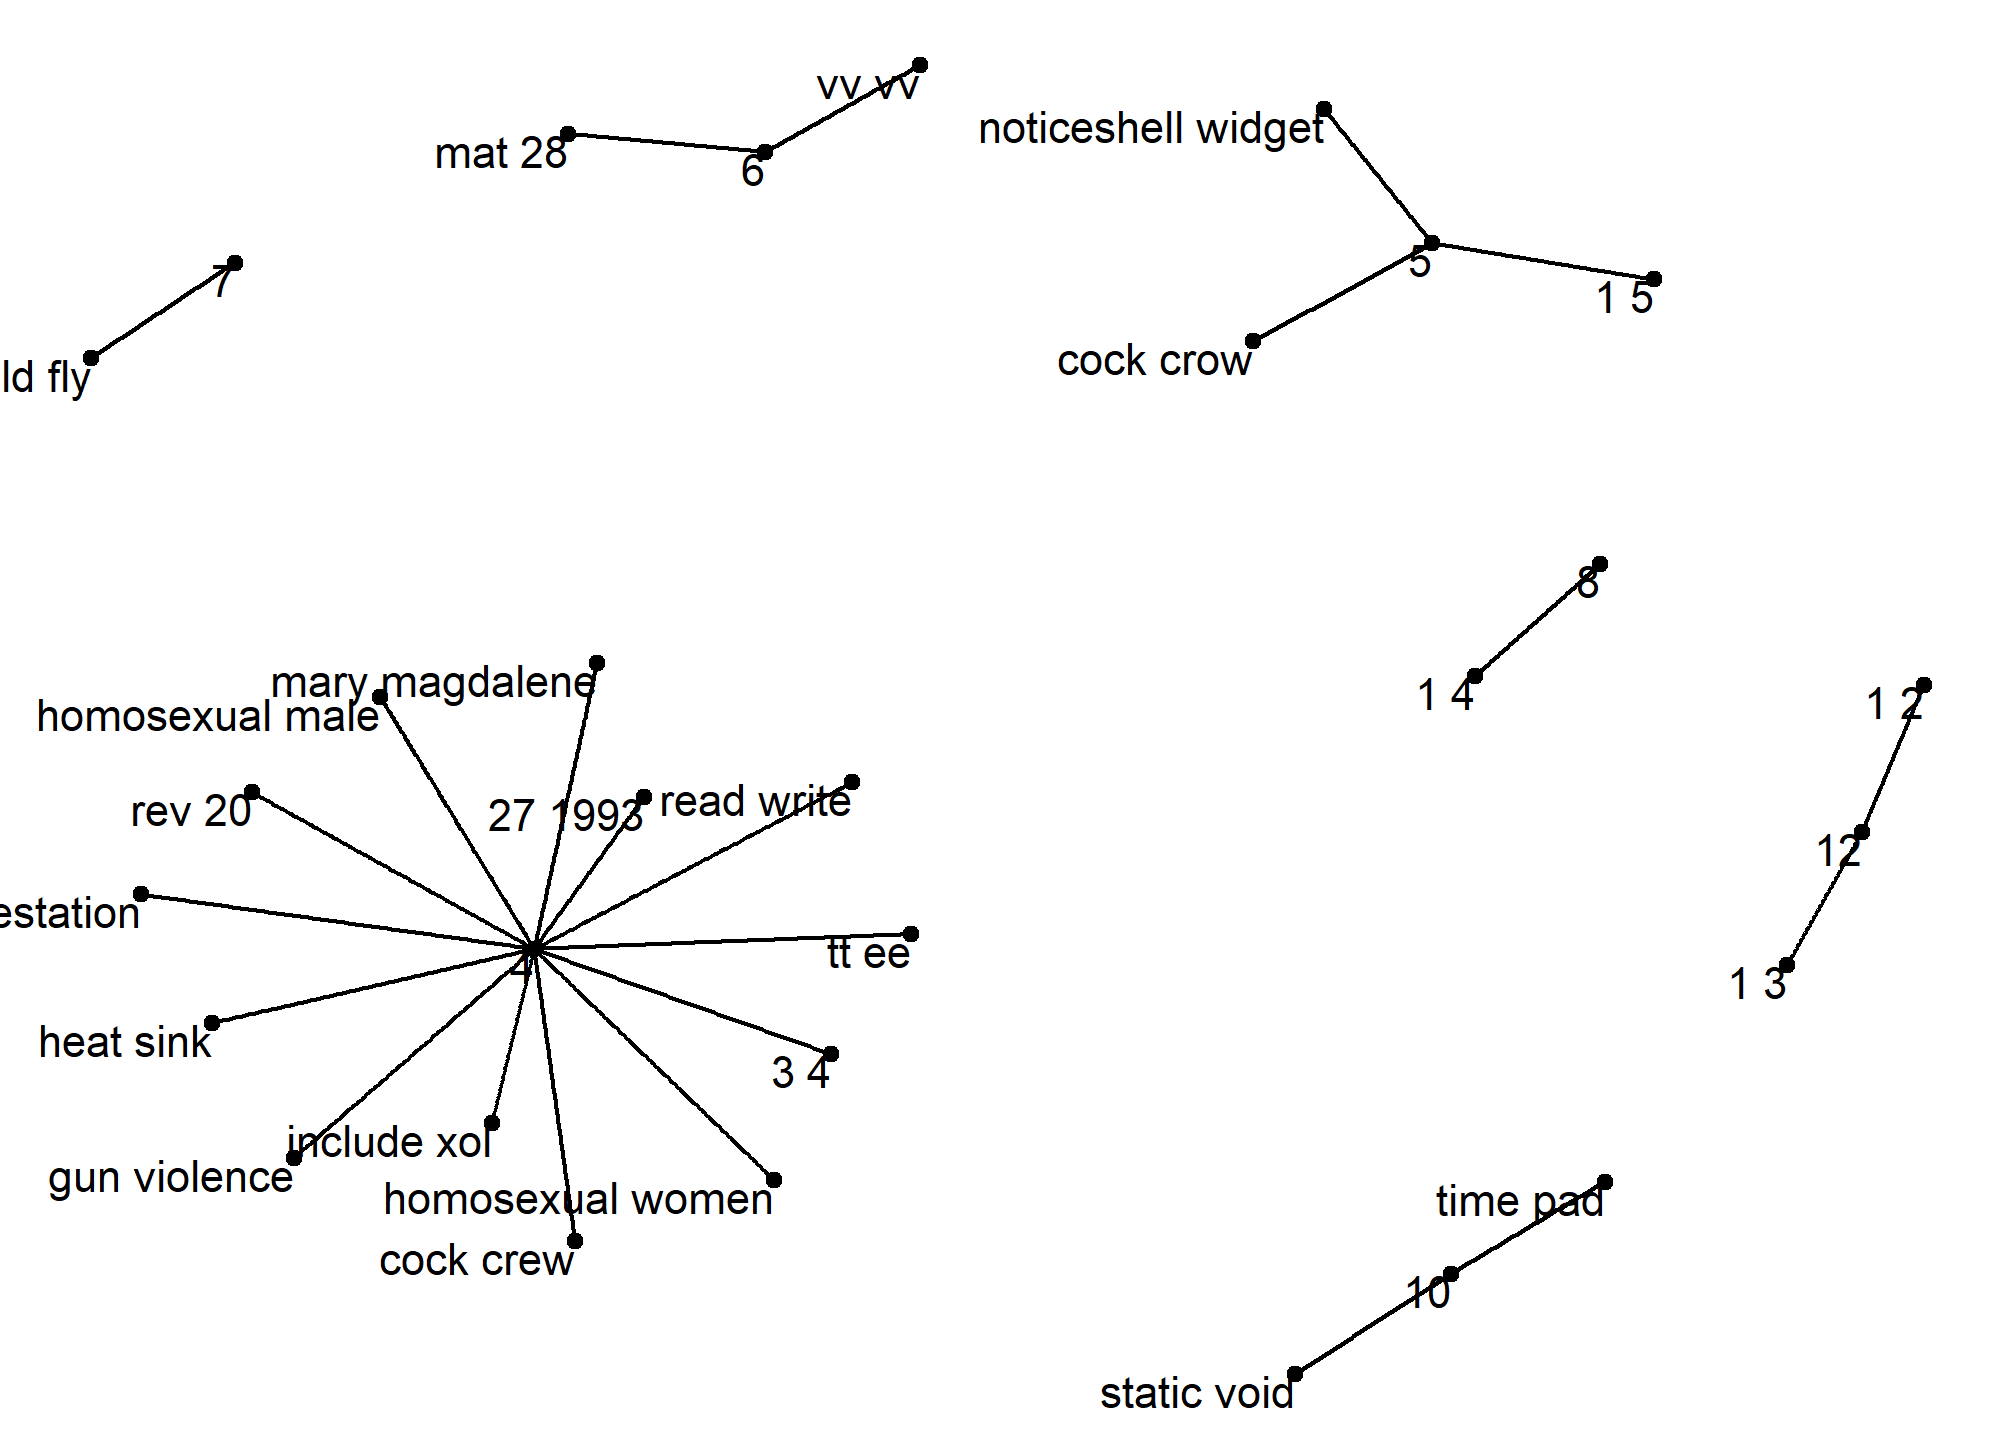 vv vv
noticeshell widget
mat 28
6
5
7
1 5
cock crow
ld fly
8
mary magdalene
1 4
1 2
homosexual male
read write
rev 20
27 1993
12
estation
tt ee
4
1 3
heat sink
3 4
include xol
gun violence
homosexual women
time pad
cock crew
10
static void